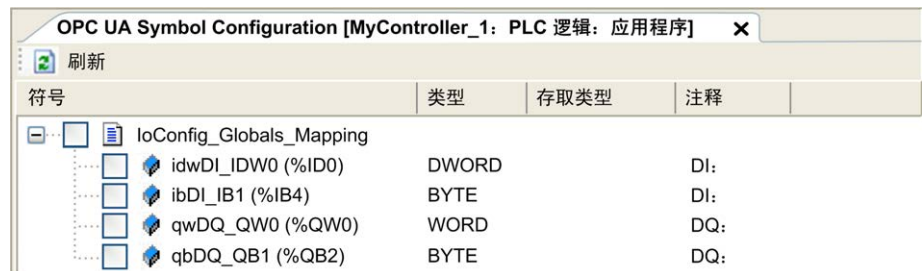 OPC UA Symbol Configuration [MyController_1：PLC 逻辑：应用程序] X
刷新
符号 类型 存取类型 注释
IoConfig_Globals_Mapping
idwDI_IDW0 (%ID0) DWORD DI：
ibDI_IB1 (%IB4) BYTE DI：
qwDQ_QW0 (%QW0) WORD DQ：
qbDQ_QB1 (%QB2) BYTE DQ：